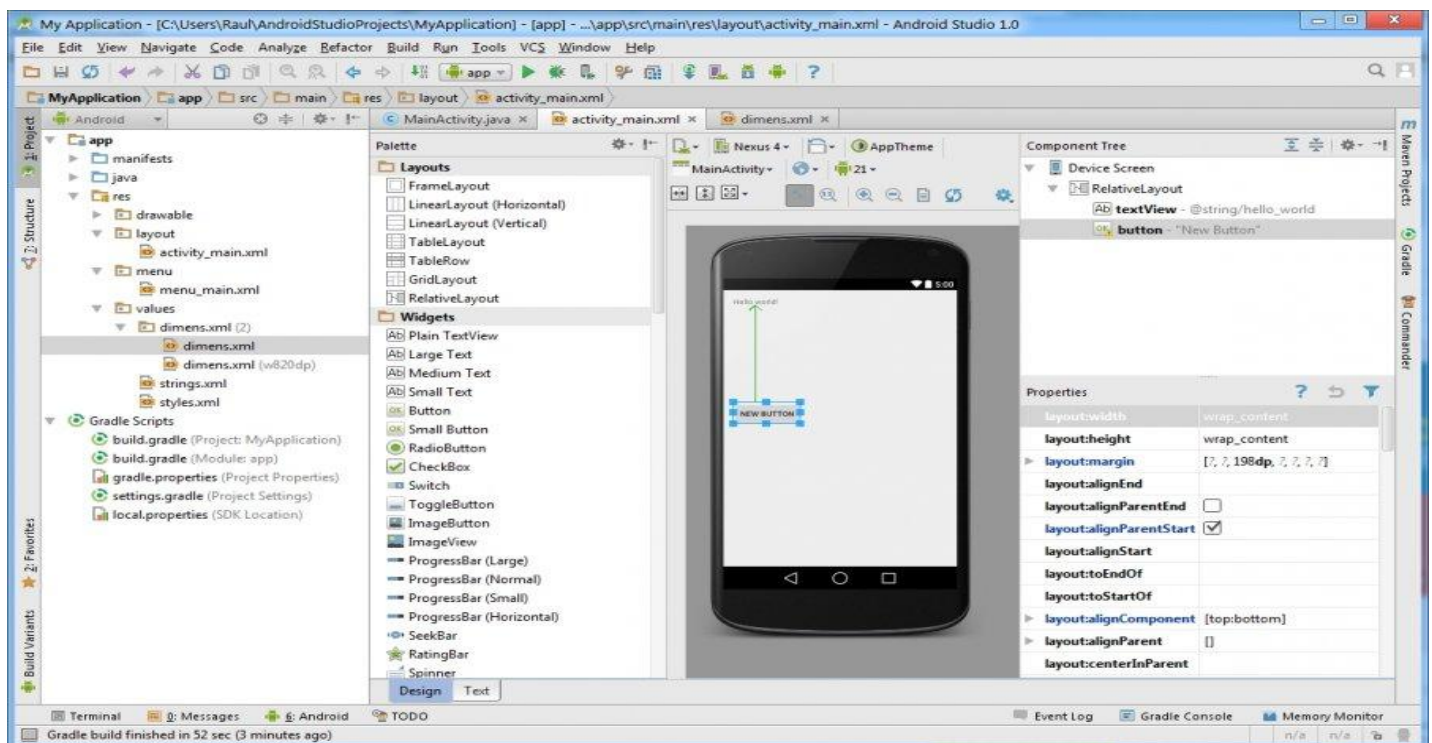 My Application - [C:\Users\Raul\AndroidStudioProjects\MyApplication] - [app] - ...\app\src\main\res\layout\activity_main.xml - Android Studio 1.0
File Edit View Navigate Code Analyze Refactor Build Run Tools VCS Window Help
app
MyApplication app src main res layout activity_main.xml
Android
MainActivity.java activity_main.xml dimens.xml
1: Project
7: Structure
2: Favorites
Build Variants
app
manifests
java
res
drawable
layout
activity_main.xml
menu
menu_main.xml
values
dimens.xml (2)
dimens.xml
dimens.xml (w820dp)
strings.xml
styles.xml
Gradle Scripts
build.gradle (Project: MyApplication)
build.gradle (Module: app)
gradle.properties (Project Properties)
settings.gradle (Project Settings)
local.properties (SDK Location)
Palette
Layouts
FrameLayout
LinearLayout (Horizontal)
LinearLayout (Vertical)
TableLayout
TableRow
GridLayout
RelativeLayout
Widgets
Plain TextView
Large Text
Medium Text
Small Text
Button
Small Button
RadioButton
CheckBox
Switch
ToggleButton
ImageButton
ImageView
ProgressBar (Large)
ProgressBar (Normal)
ProgressBar (Small)
ProgressBar (Horizontal)
SeekBar
RatingBar
Spinner
Design Text
Nexus 4 AppTheme
MainActivity 21
5:00
Hello world!
NEW BUTTON
Component Tree
Device Screen
RelativeLayout
Ab textView - @string/hello_world
OK button - "New Button"
Properties
layout:width wrap_content
layout:height wrap_content
layout:margin [?, ?, 198dp, ?, ?, ?, ?]
layout:alignEnd
layout:alignParentEnd
layout:alignParentStart
layout:alignStart
layout:toEndOf
layout:toStartOf
layout:alignComponent [top:bottom]
layout:alignParent []
layout:centerInParent
Maven Projects
Gradle
Commander
Terminal 0: Messages 6: Android TODO Event Log Gradle Console Memory Monitor
Gradle build finished in 52 sec (3 minutes ago) n/a n/a